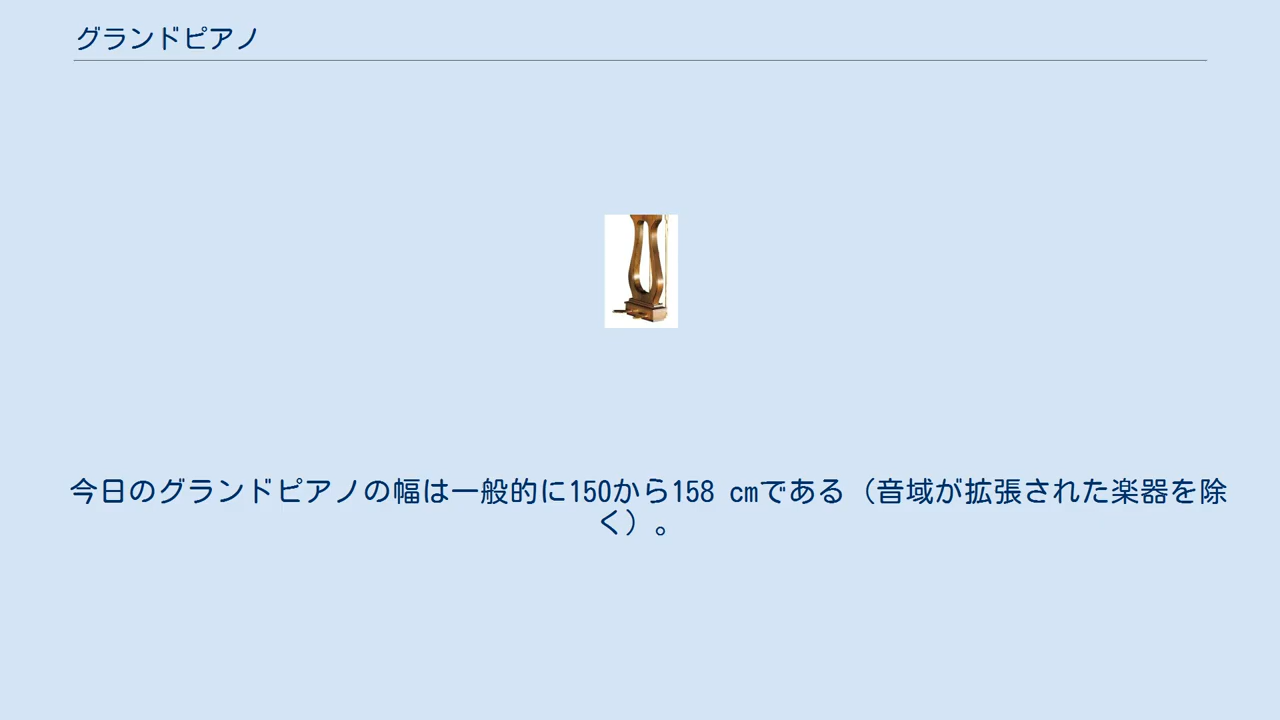 グランドピアノ
今日のグランドピアノの幅は一般的に150から158 cmである（音域が拡張された楽器を除
く）。